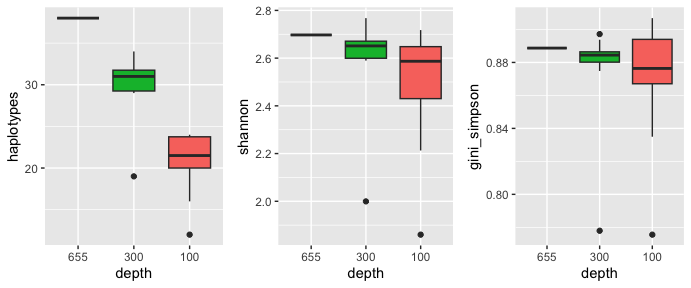 haplotypes
30
20
655 300 100
depth
shannon
2.8
2.6
2.4
2.2
2.0
655 300 100
depth
gini_simpson
0.88
0.84
0.80
655 300 100
depth